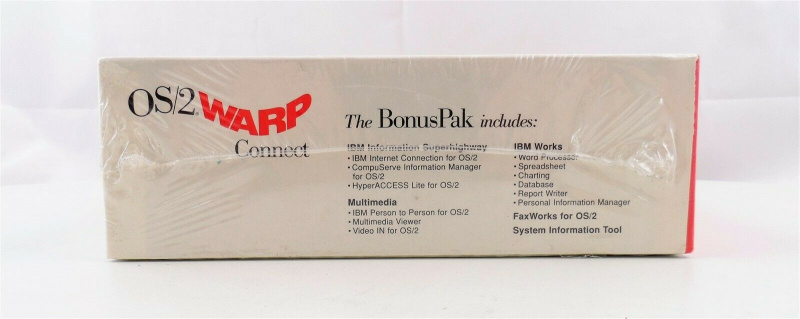 OS/2® WARP
Connect
The BonusPak includes:
IBM Information Superhighway
• IBM Internet Connection for OS/2
• CompuServe Information Manager
for OS/2
• HyperACCESS Lite for OS/2
Multimedia
• IBM Person to Person for OS/2
• Multimedia Viewer
• Video IN for OS/2
IBM Works
• Word Processor
• Spreadsheet
• Charting
• Database
• Report Writer
• Personal Information Manager
FaxWorks for OS/2
System Information Tool